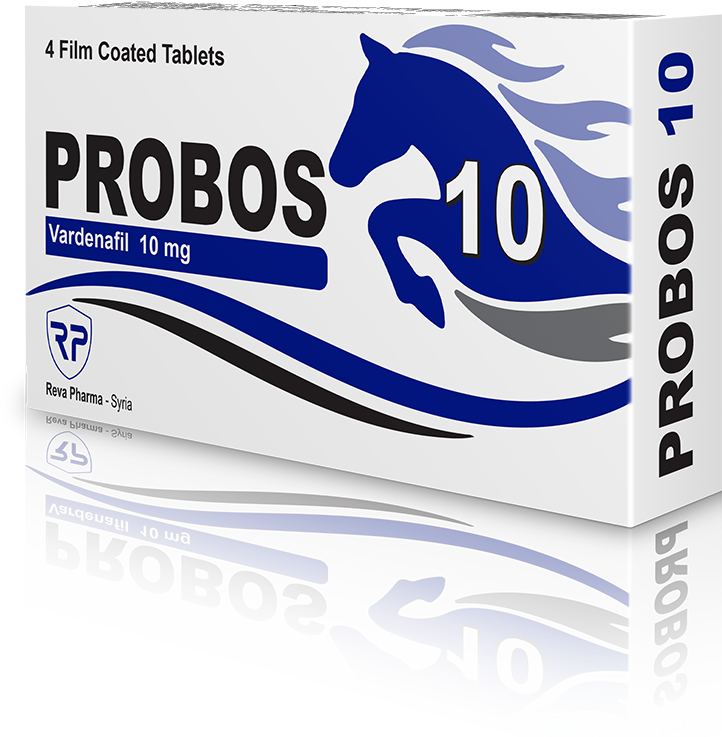 4 Film Coated Tablets
PROBOS
Vardenafil 10 mg
10
RP
Reva Pharma - Syria
PROBOS 10